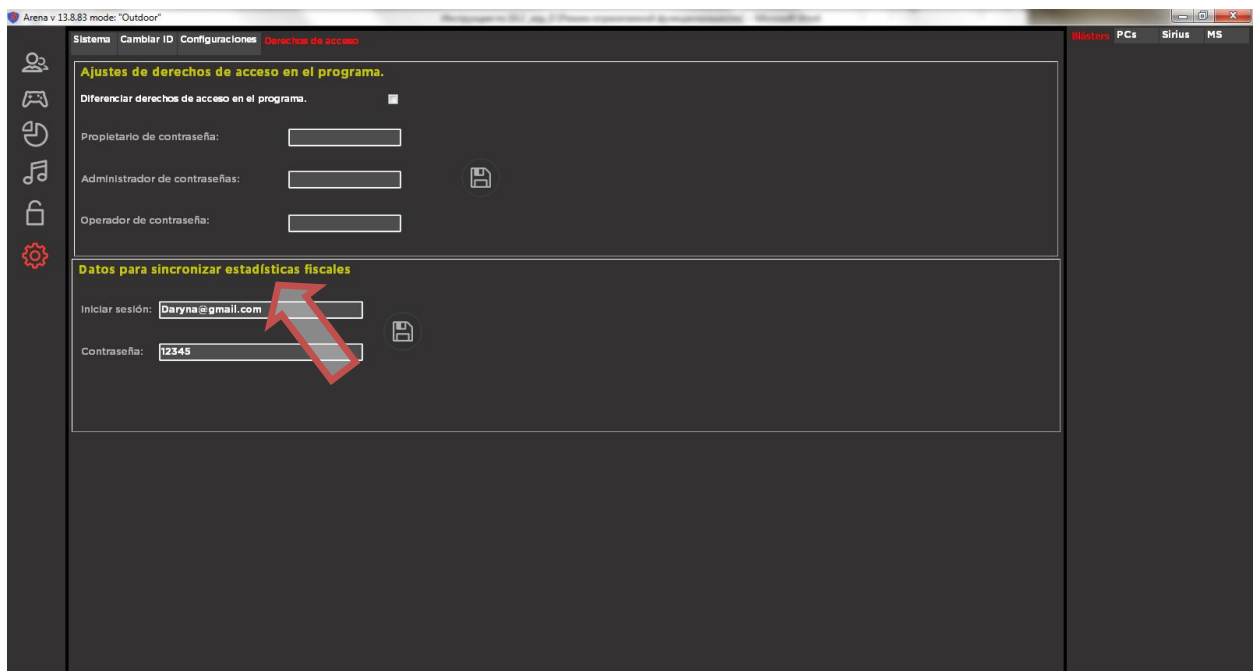 Arena v 13.8.83 mode: "Outdoor"
Sistema Cambiar ID Configuraciones Derechos de acceso
Blásters PCs Sirius MS
Ajustes de derechos de acceso en el programa.
Diferenciar derechos de acceso en el programa.
Propietario de contraseña:
Administrador de contraseñas:
Operador de contraseña:
Datos para sincronizar estadísticas fiscales
Iniciar sesión: Daryna@gmail.com
Contraseña: 12345